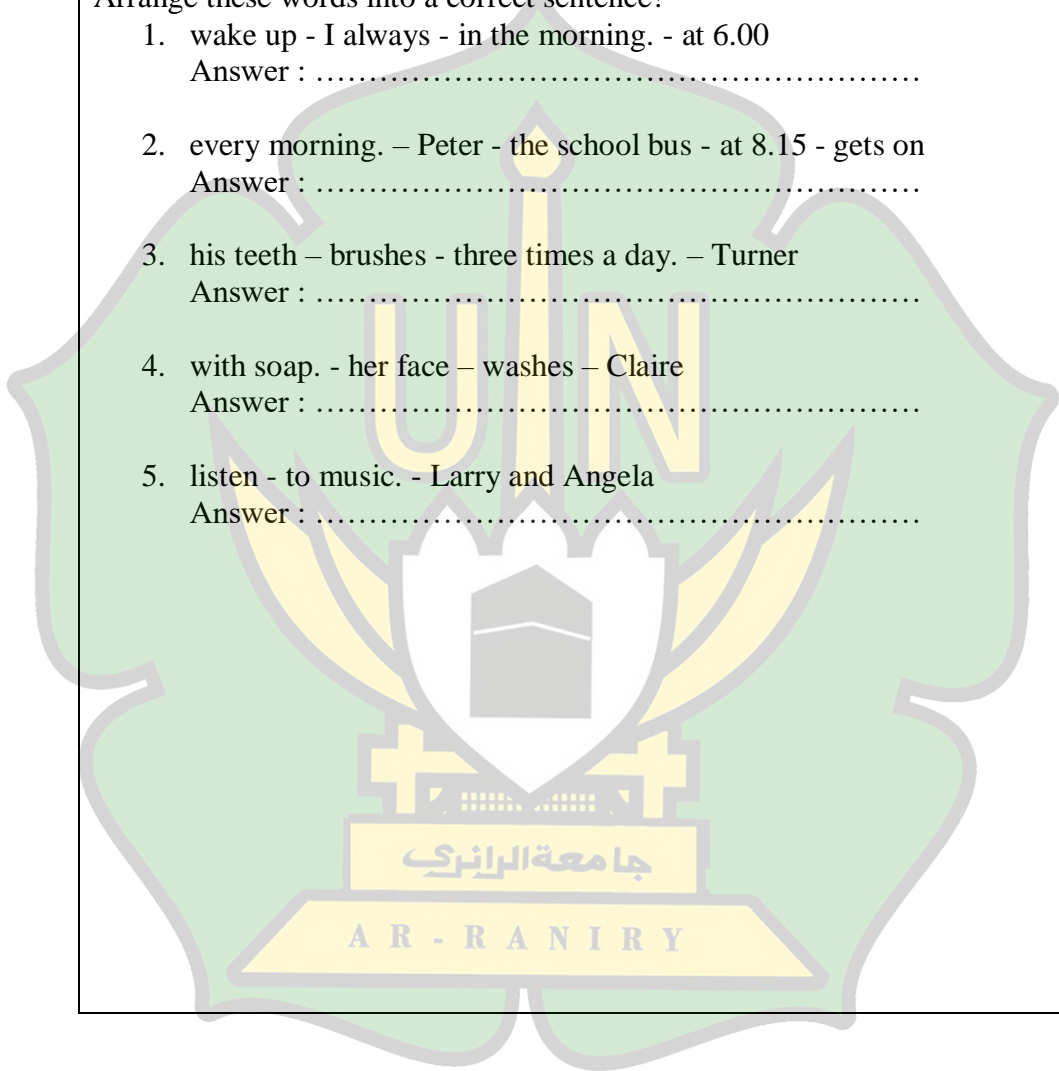 Arrange these words into a correct sentence!
1. wake up - I always - in the morning. - at 6.00
Answer : ……………………………………………………
2. every morning. – Peter - the school bus - at 8.15 - gets on
Answer : ……………………………………………………
3. his teeth – brushes - three times a day. – Turner
Answer : ……………………………………………………
4. with soap. - her face – washes – Claire
Answer : ……………………………………………………
5. listen - to music. - Larry and Angela
Answer : ……………………………………………………
UIN
جامعةالرانري
AR-RANIRY